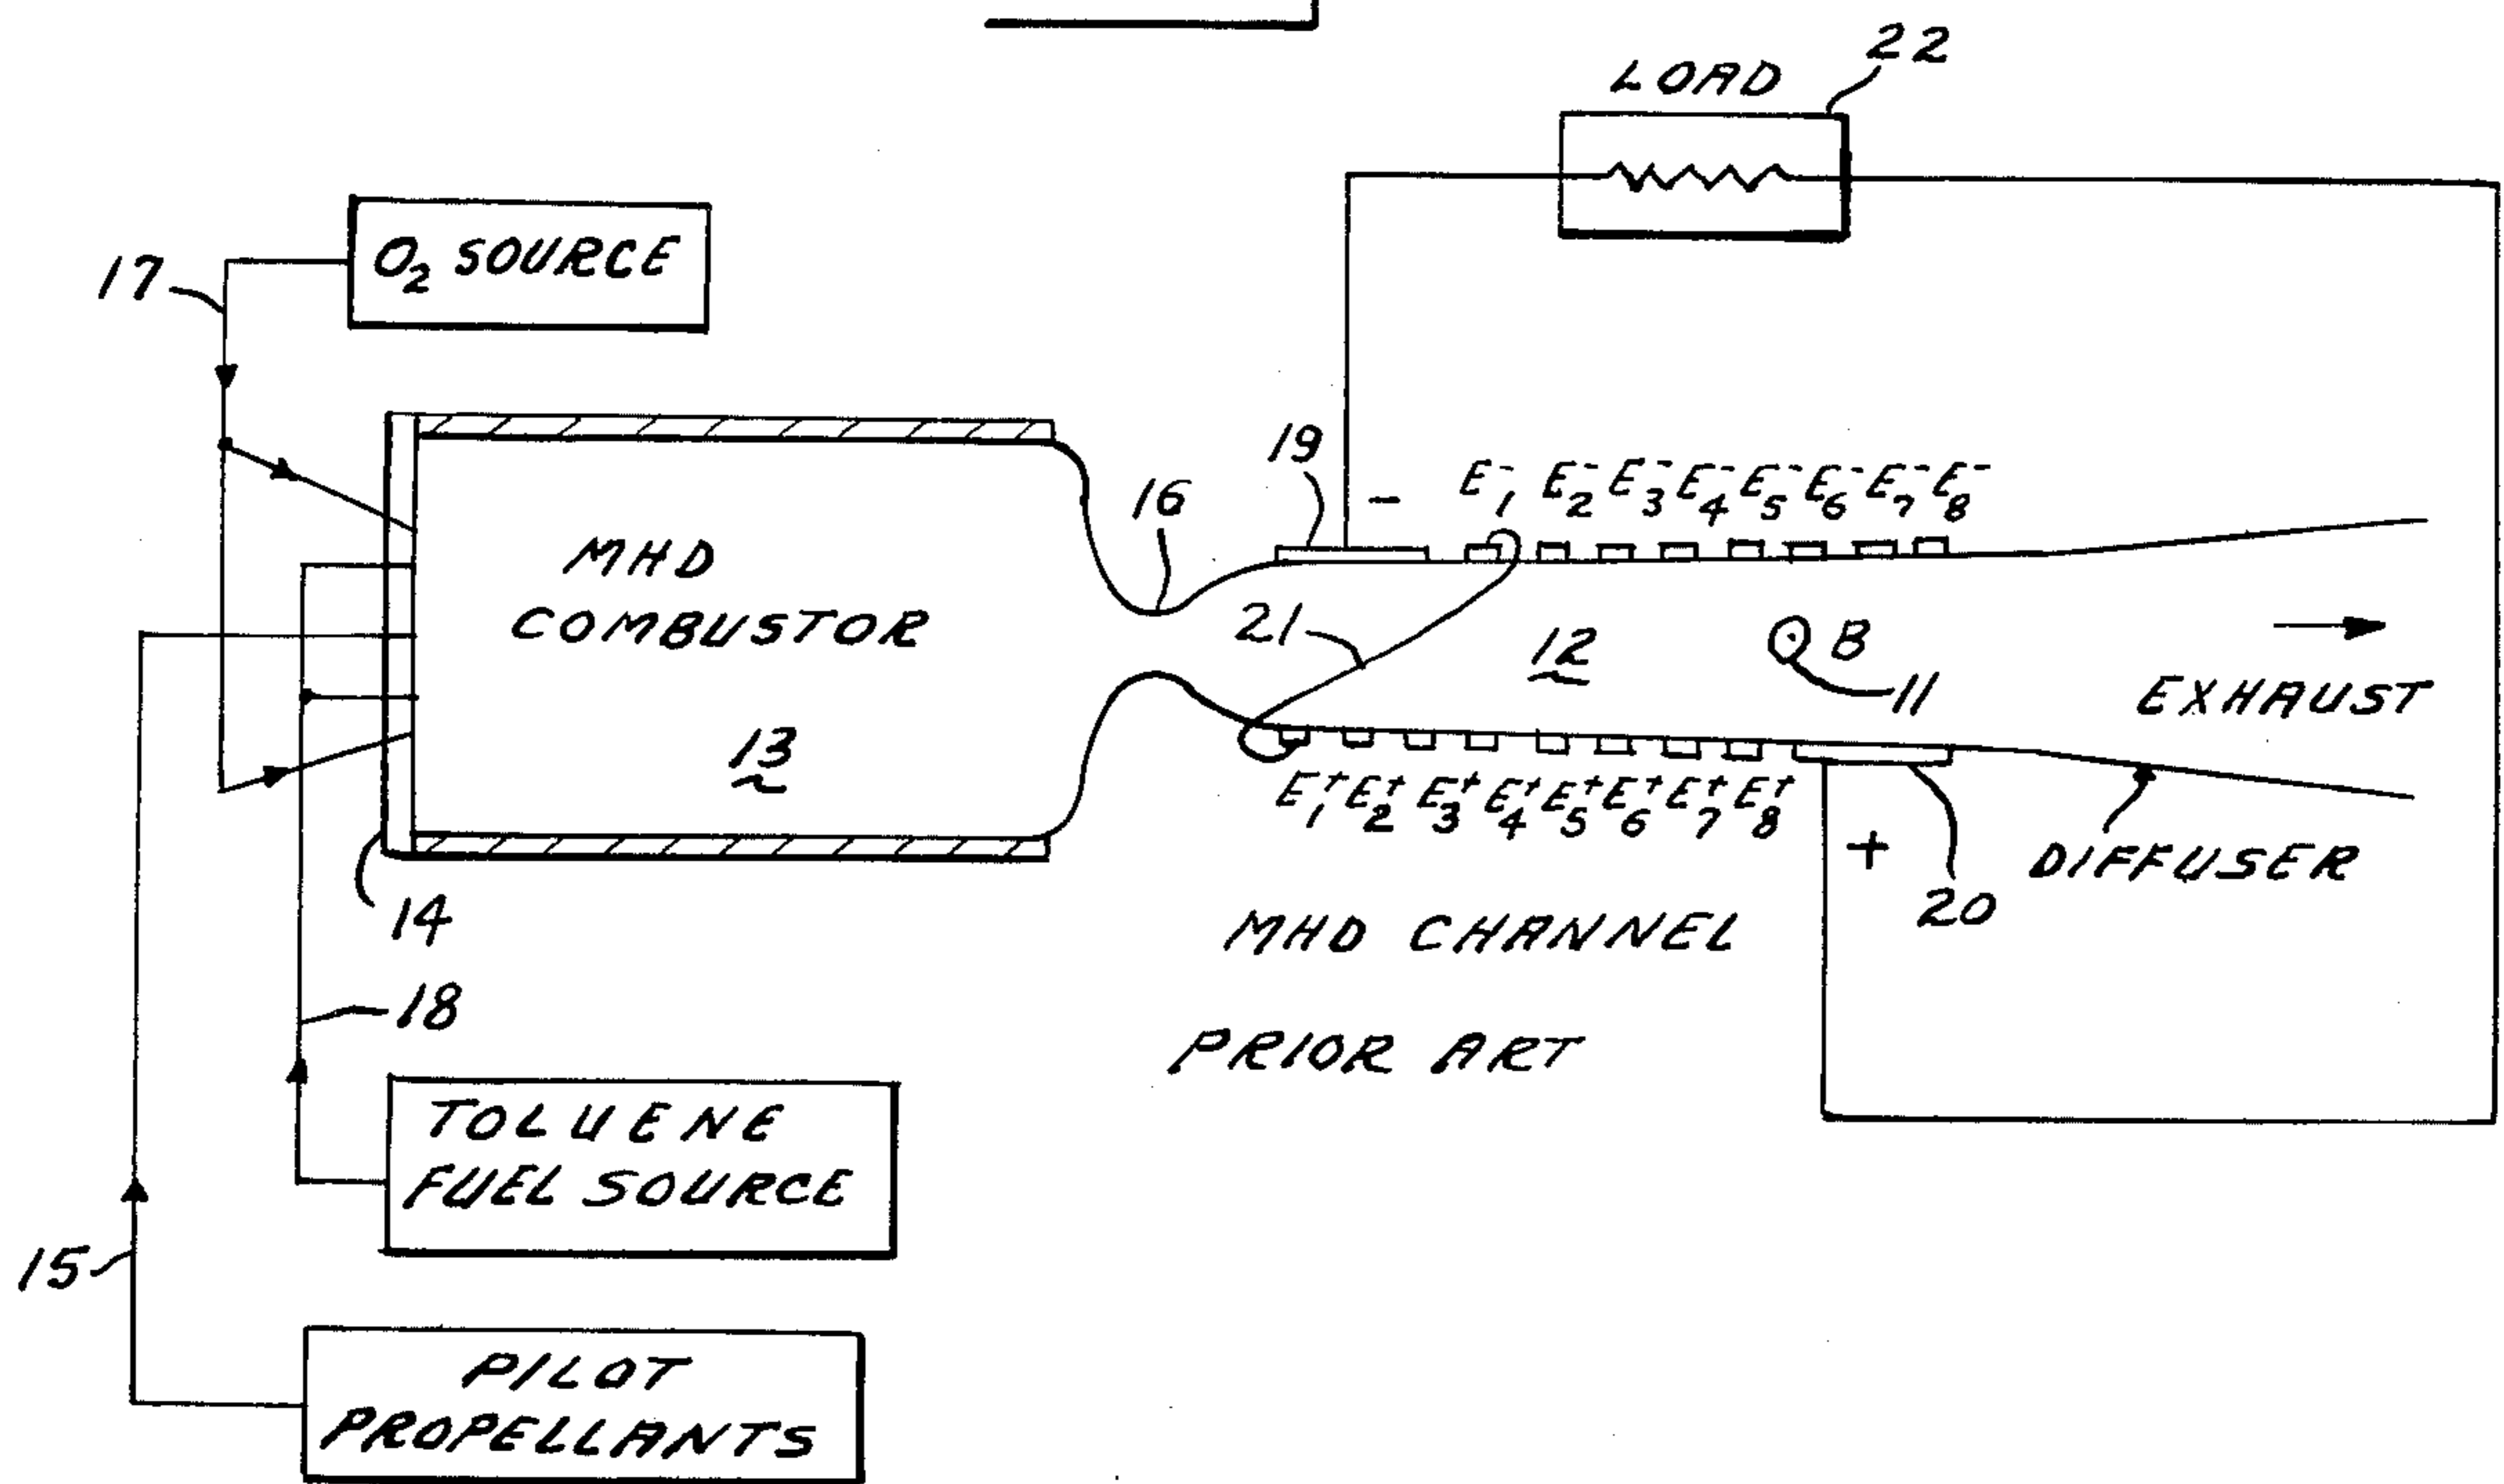 22
LOAD
O₂ SOURCE
17
19
-
E₁⁻ E₂⁻ E₃⁻ E₄⁻ E₅⁻ E₆⁻ E₇⁻ E₈⁻
16
MHD
COMBUSTOR
21
12
B
11
EXHAUST
13
E₁⁺ E₂⁺ E₃⁺ E₄⁺ E₅⁺ E₆⁺ E₇⁺ E₈⁺
+
DIFFUSER
20
14
MHD CHANNEL
18
PRIOR ART
TOLUENE
FUEL SOURCE
15
PILOT
PROPELLANTS